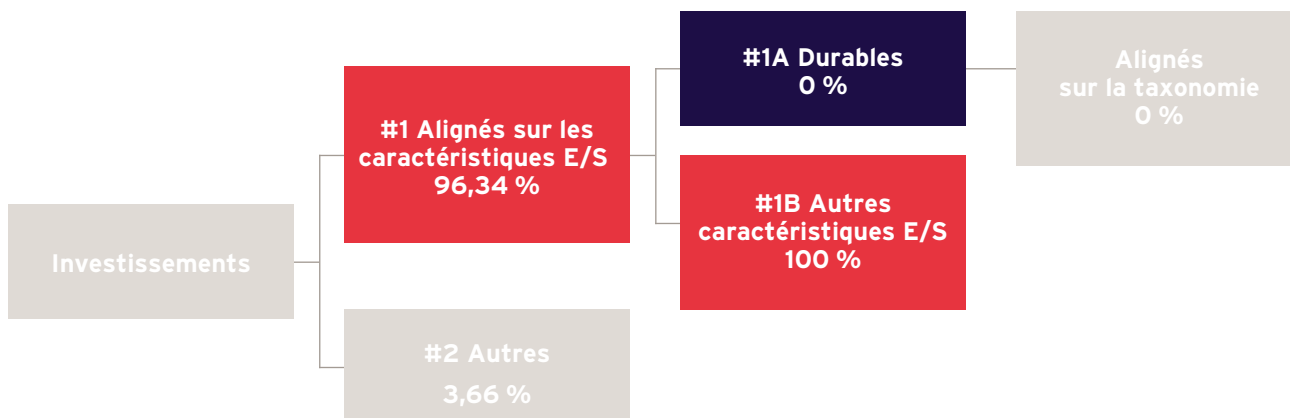 Investissements
#1 Alignés sur les
caractéristiques E/S
96,34 %
#2 Autres
3,66 %
#1A Durables
0 %
#1B Autres
caractéristiques E/S
100 %
Alignés
sur la taxonomie
0 %